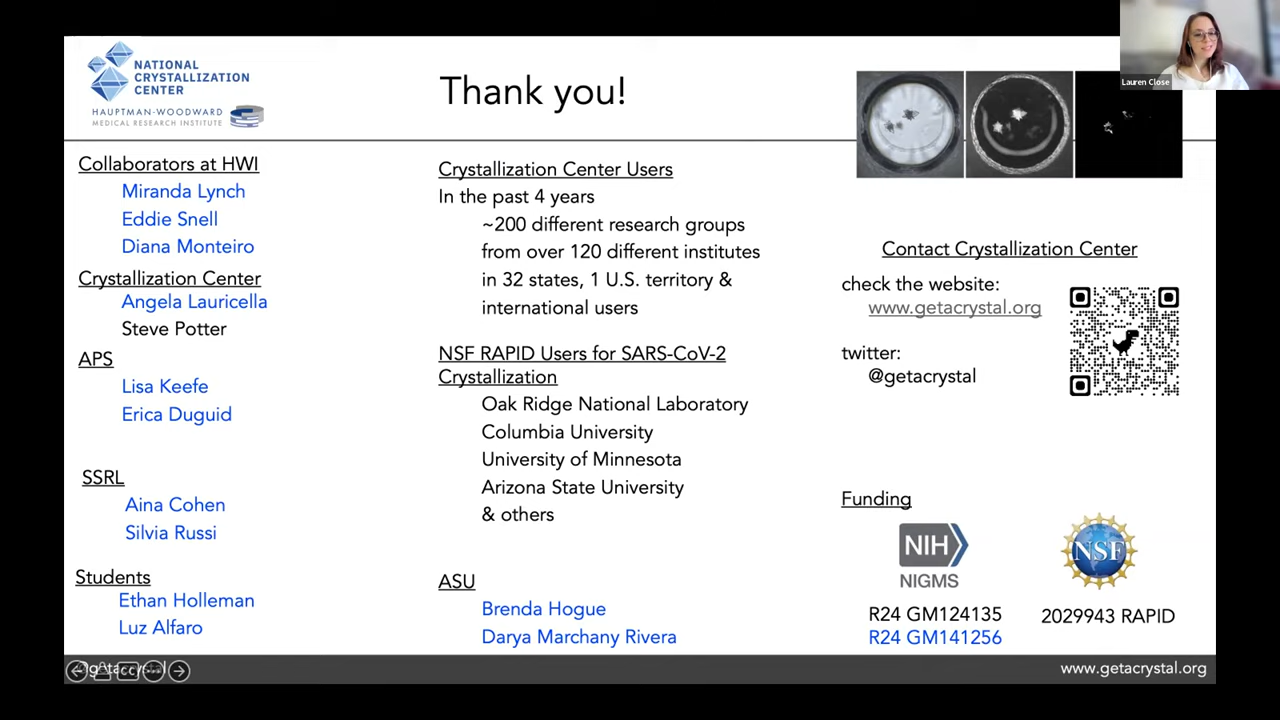 NATIONAL
CRYSTALLIZATION
CENTER
HAUPTMAN-WOODWARD
MEDICAL RESEARCH INSTITUTE
Thank you!
Lauren Close
Collaborators at HWI
Miranda Lynch
Eddie Snell
Diana Monteiro
Crystallization Center
Angela Lauricella
Steve Potter
APS
Lisa Keefe
Erica Duguid
SSRL
Aina Cohen
Silvia Russi
Students
Ethan Holleman
Luz Alfaro
Crystallization Center Users
In the past 4 years
~200 different research groups
from over 120 different institutes
in 32 states, 1 U.S. territory &
international users
NSF RAPID Users for SARS-CoV-2
Crystallization
Oak Ridge National Laboratory
Columbia University
University of Minnesota
Arizona State University
& others
ASU
Brenda Hogue
Darya Marchany Rivera
Contact Crystallization Center
check the website:
www.getacrystal.org
twitter:
@getacrystal
Funding
NIH
NIGMS
R24 GM124135
R24 GM141256
NSF
2029943 RAPID
@getacrystal
www.getacrystal.org